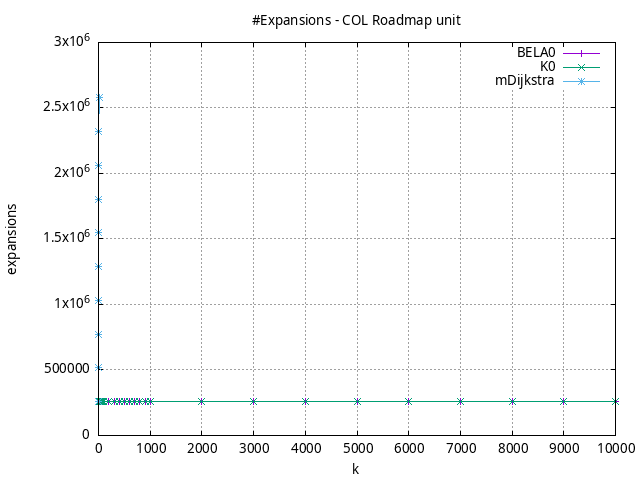 #Expansions - COL Roadmap unit
BELA0
K0
mDijkstra
3x10^6
2.5x10^6
2x10^6
1.5x10^6
1x10^6
500000
0
expansions
0 1000 2000 3000 4000 5000 6000 7000 8000 9000 10000
k